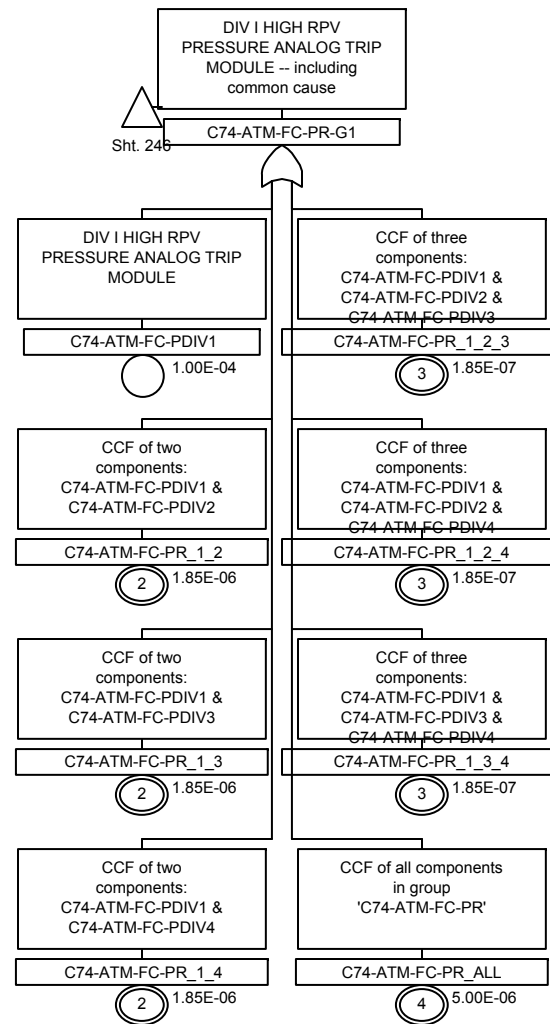 DIV I HIGH RPV
PRESSURE ANALOG TRIP
MODULE -- including
common cause
Sht. 246
C74-ATM-FC-PR-G1
DIV I HIGH RPV
PRESSURE ANALOG TRIP
MODULE
C74-ATM-FC-PDIV1
1.00E-04
CCF of three
components:
C74-ATM-FC-PDIV1 &
C74-ATM-FC-PDIV2 &
C74-ATM-FC-PDIV3
C74-ATM-FC-PR_1_2_3
3
1.85E-07
CCF of two
components:
C74-ATM-FC-PDIV1 &
C74-ATM-FC-PDIV2
C74-ATM-FC-PR_1_2
2
1.85E-06
CCF of three
components:
C74-ATM-FC-PDIV1 &
C74-ATM-FC-PDIV2 &
C74-ATM-FC-PDIV4
C74-ATM-FC-PR_1_2_4
3
1.85E-07
CCF of two
components:
C74-ATM-FC-PDIV1 &
C74-ATM-FC-PDIV3
C74-ATM-FC-PR_1_3
2
1.85E-06
CCF of three
components:
C74-ATM-FC-PDIV1 &
C74-ATM-FC-PDIV3 &
C74-ATM-FC-PDIV4
C74-ATM-FC-PR_1_3_4
3
1.85E-07
CCF of two
components:
C74-ATM-FC-PDIV1 &
C74-ATM-FC-PDIV4
C74-ATM-FC-PR_1_4
2
1.85E-06
CCF of all components
in group
'C74-ATM-FC-PR'
C74-ATM-FC-PR_ALL
4
5.00E-06